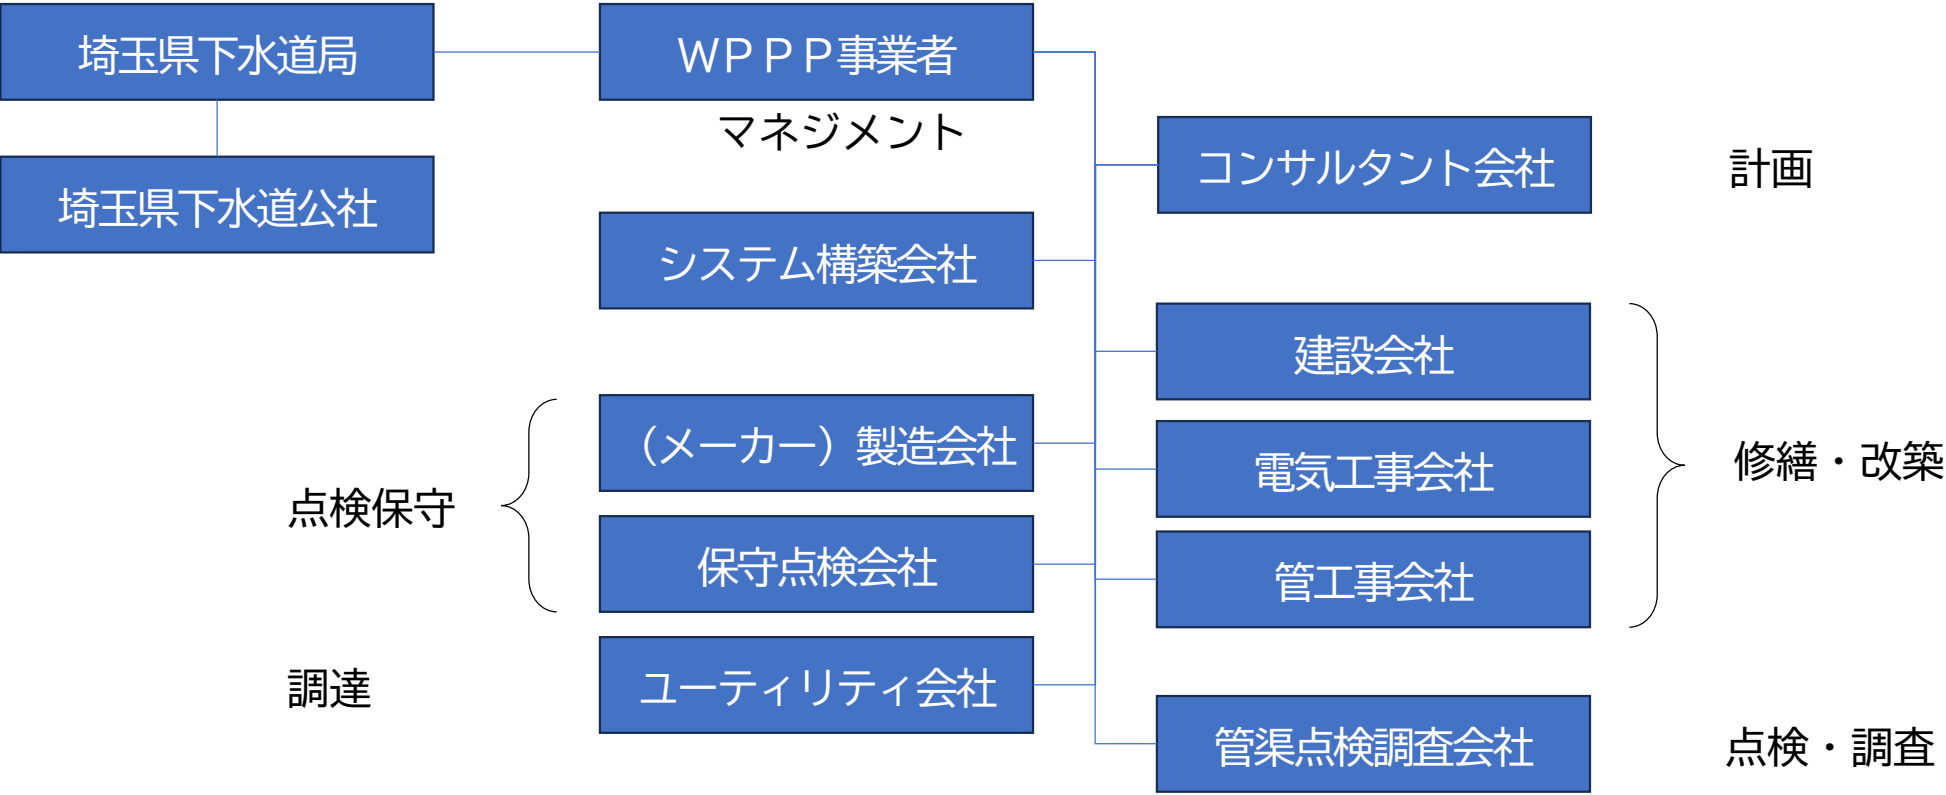 埼玉県下水道局
ＷＰＰＰ事業者
マネジメント
埼玉県下水道公社
コンサルタント会社
計画
システム構築会社
建設会社
（メーカー）製造会社
電気工事会社
修繕・改築
点検保守
保守点検会社
管工事会社
調達
ユーティリティ会社
管渠点検調査会社
点検・調査